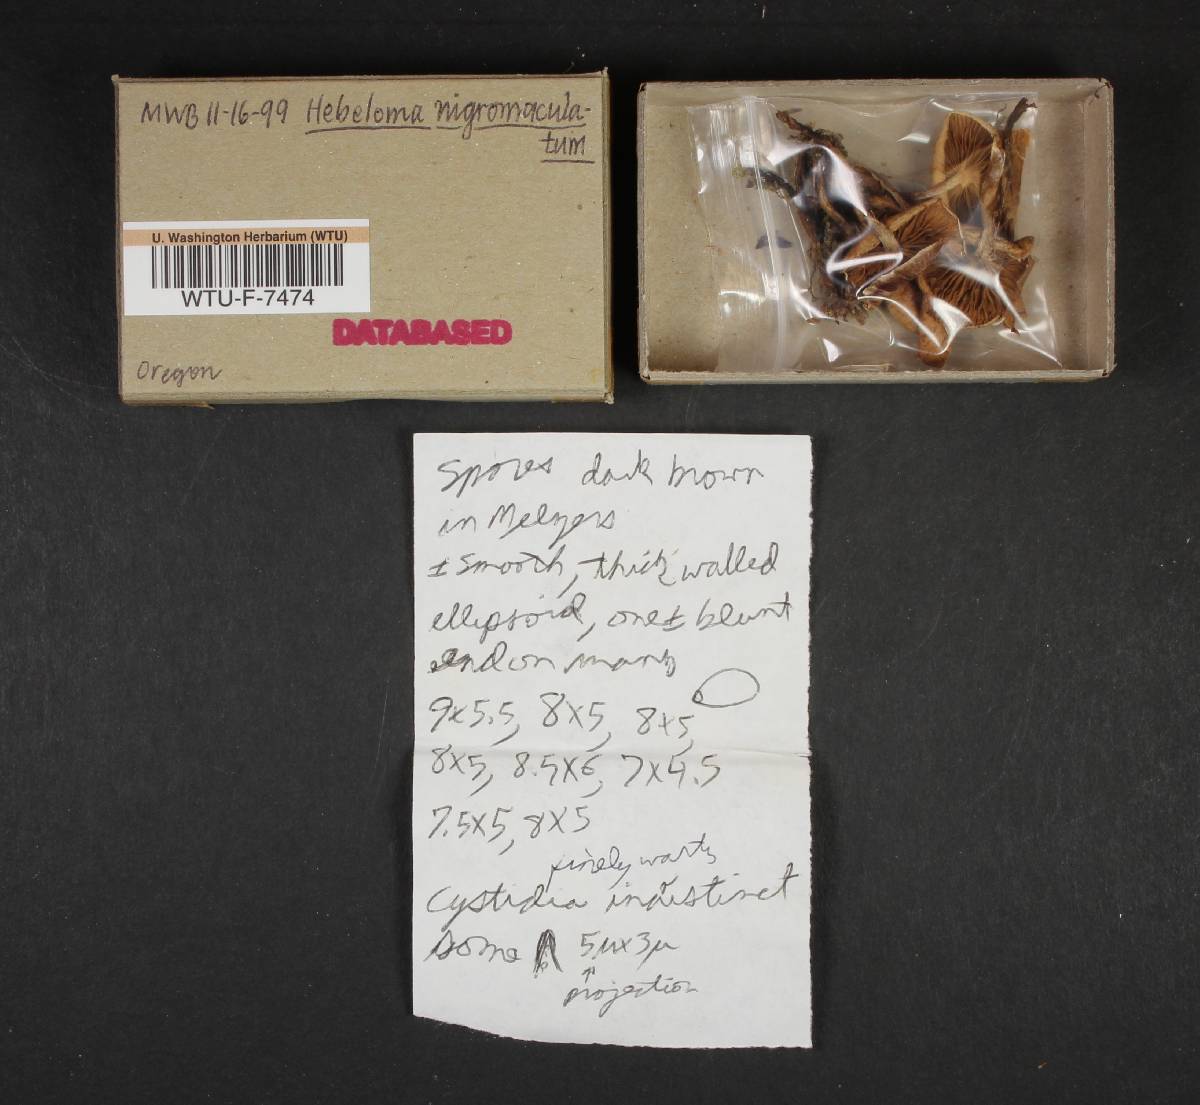 MWB 11-16-99 Hebeloma nigromacula-
tum
U. Washington Herbarium (WTU)
WTU-F-7474
DATABASED
Oregon
Spores dark brown
in Melzers
± smooth, thick walled
ellipsoid, one ± blunt
end on many
9x5.5, 8x5, 8x5,
8x5, 8.5x6, 7x4.5
7.5x5, 8x5
finely warty
Cystidia indistinct
some 5µx3µ
↑
projection